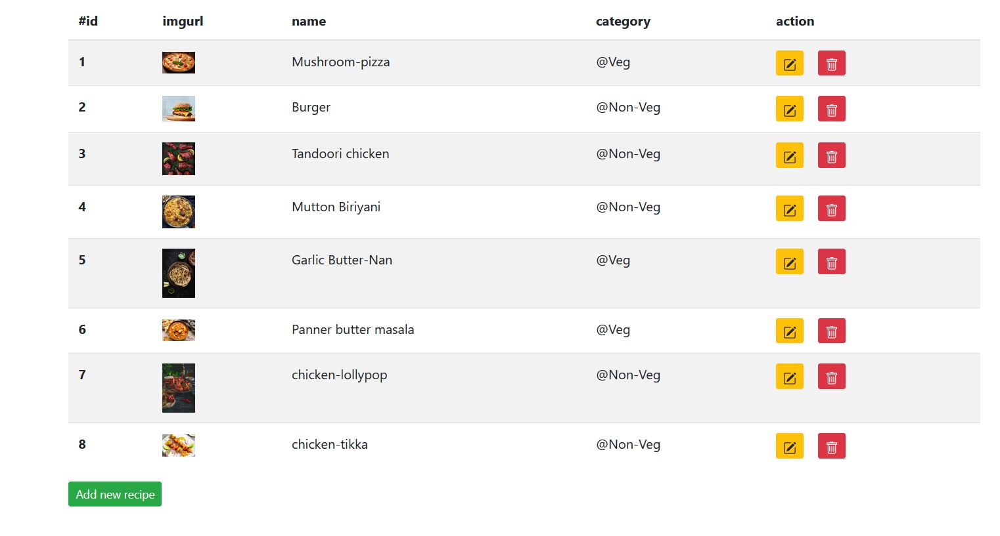 #id imgurl name category action
1 Mushroom-pizza @Veg
2 Burger @Non-Veg
3 Tandoori chicken @Non-Veg
4 Mutton Biriyani @Non-Veg
5 Garlic Butter-Nan @Veg
6 Panner butter masala @Veg
7 chicken-lollypop @Non-Veg
8 chicken-tikka @Non-Veg
Add new recipe